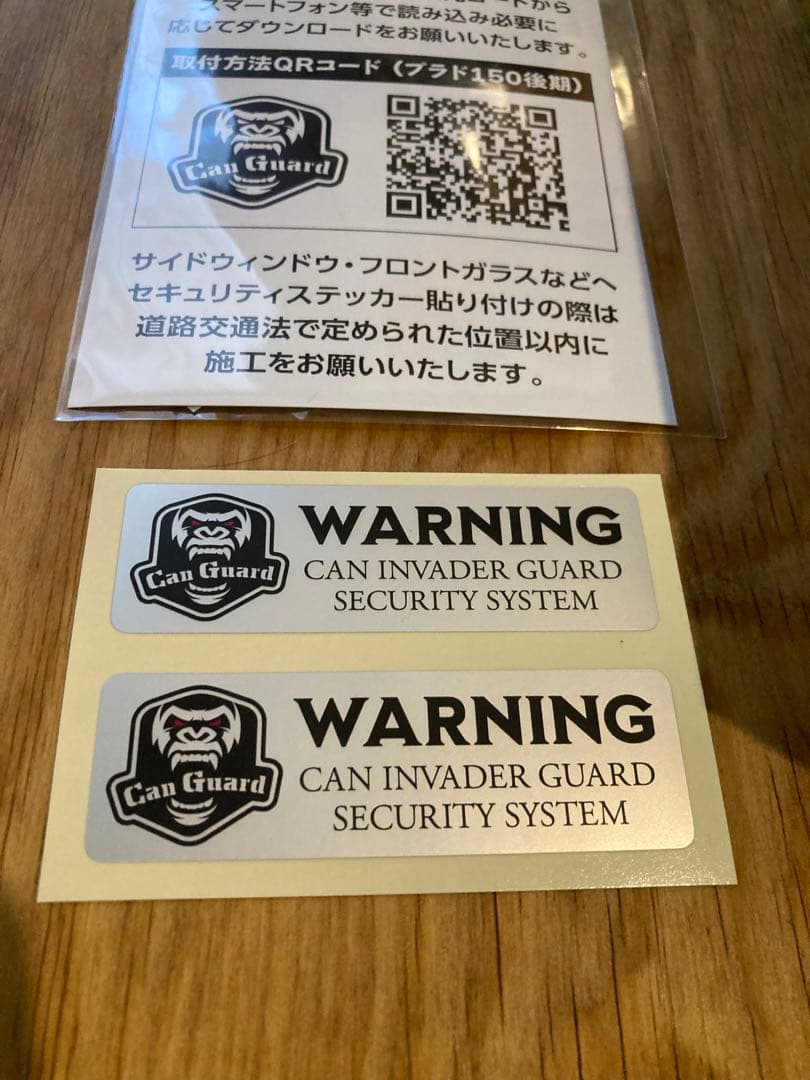 コードから
スマートフォン等で読み込み必要に
応じてダウンロードをお願いいたします。
取付方法QRコード（プラド150後期）
Can Guard
サイドウィンドウ・フロントガラスなどへ
セキュリティステッカー貼り付けの際は
道路交通法で定められた位置以内に
施工をお願いいたします。
Can Guard
WARNING
CAN INVADER GUARD
SECURITY SYSTEM
Can Guard
WARNING
CAN INVADER GUARD
SECURITY SYSTEM